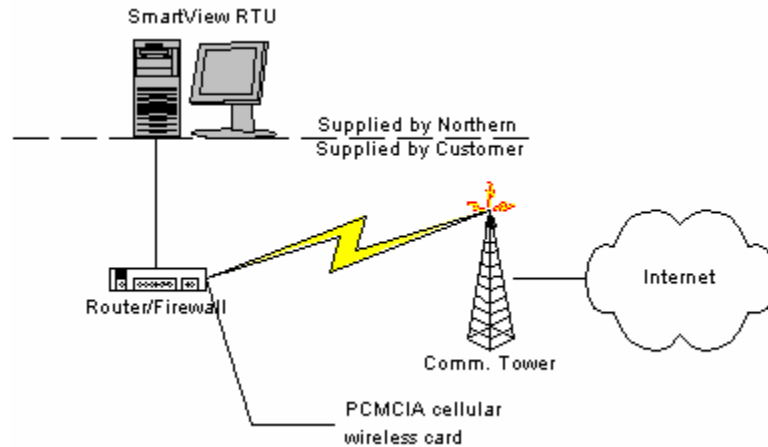 SmartView RTU
Supplied by Northern
Supplied by Customer
Router/Firewall
Comm. Tower
Internet
PCMCIA cellular
wireless card